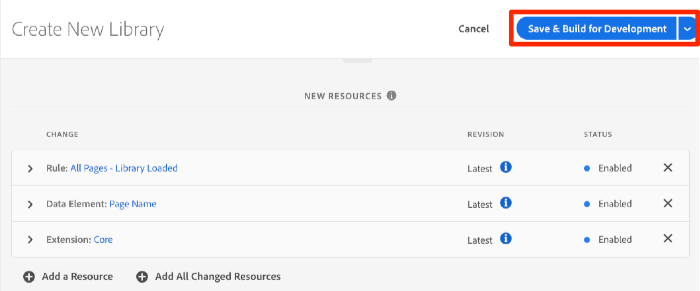 Create New Library
Cancel
Save & Build for Development
NEW RESOURCES
CHANGE REVISION STATUS
Rule: All Pages - Library Loaded Latest Enabled
Data Element: Page Name Latest Enabled
Extension: Core Latest Enabled
Add a Resource Add All Changed Resources